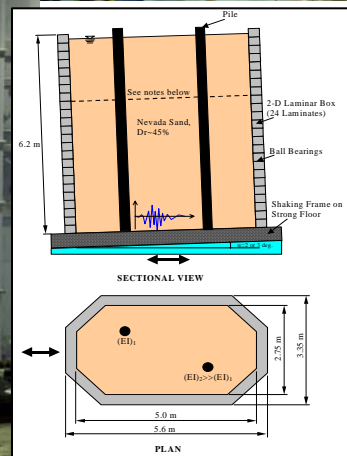 Pile
See notes below
Nevada Sand,
Dr~45%
6.2 m
2-D Laminar Box
(24 Laminates)
Ball Bearings
Shaking Frame on
Strong Floor
SECTIONAL VIEW
(EI)₁
(EI)₂>>(EI)₁
2.75 m
3.35 m
5.0 m
5.6 m
PLAN